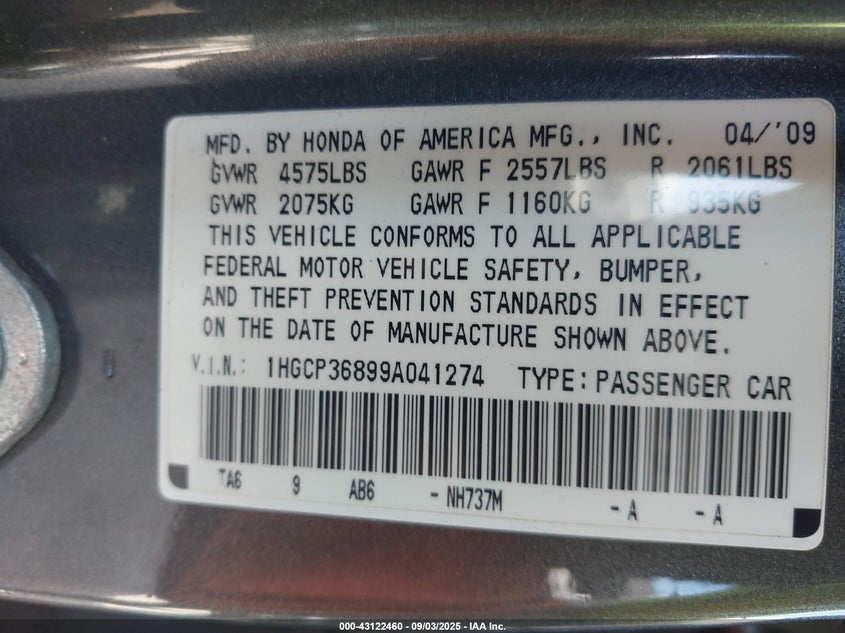 MFD. BY HONDA OF AMERICA MFG., INC. 04/'09
GVWR 4575LBS GAWR F 2557LBS R 2061LBS
GVWR 2075KG GAWR F 1160KG R 935KG
THIS VEHICLE CONFORMS TO ALL APPLICABLE
FEDERAL MOTOR VEHICLE SAFETY, BUMPER,
AND THEFT PREVENTION STANDARDS IN EFFECT
ON THE DATE OF MANUFACTURE SHOWN ABOVE.
V.I.N.: 1HGCP36899A041274 TYPE: PASSENGER CAR
TA6 9 AB6 - NH737M - A - A
000-43122460 - 09/03/2025 - IAA Inc.